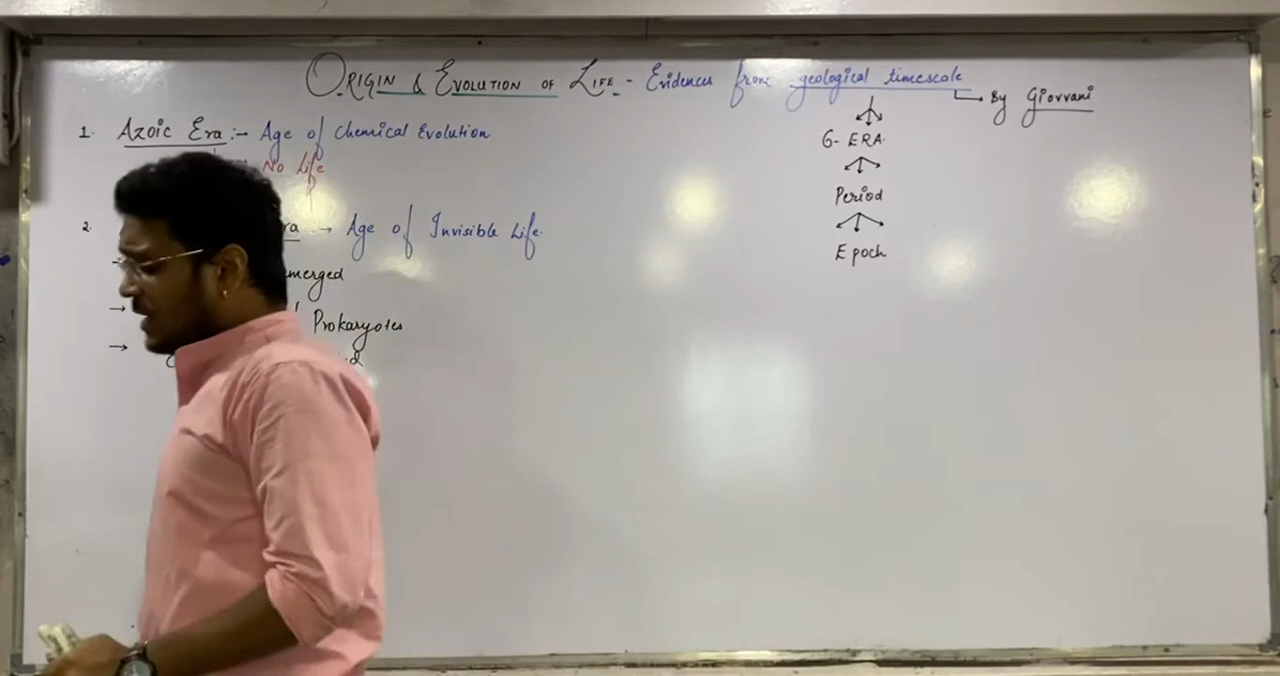 ORIGIN & EVOLUTION OF LIFE - Evidences from geological timescale
By Giovvani
6- ERA
Period
Epoch
1. Azoic Era :- Age of Chemical Evolution
No Life
2. ra → Age of Invisible Life.
merged
→ Prokaryotes
→